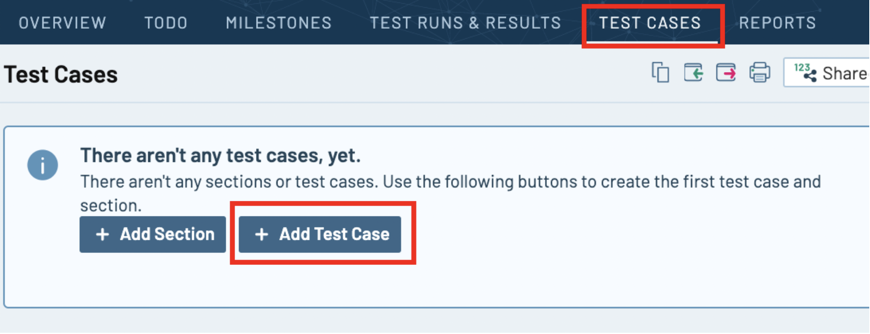 OVERVIEW TODO MILESTONES TEST RUNS & RESULTS TEST CASES REPORTS
Test Cases
123 Share
i
There aren't any test cases, yet.
There aren't any sections or test cases. Use the following buttons to create the first test case and
section.
+ Add Section + Add Test Case